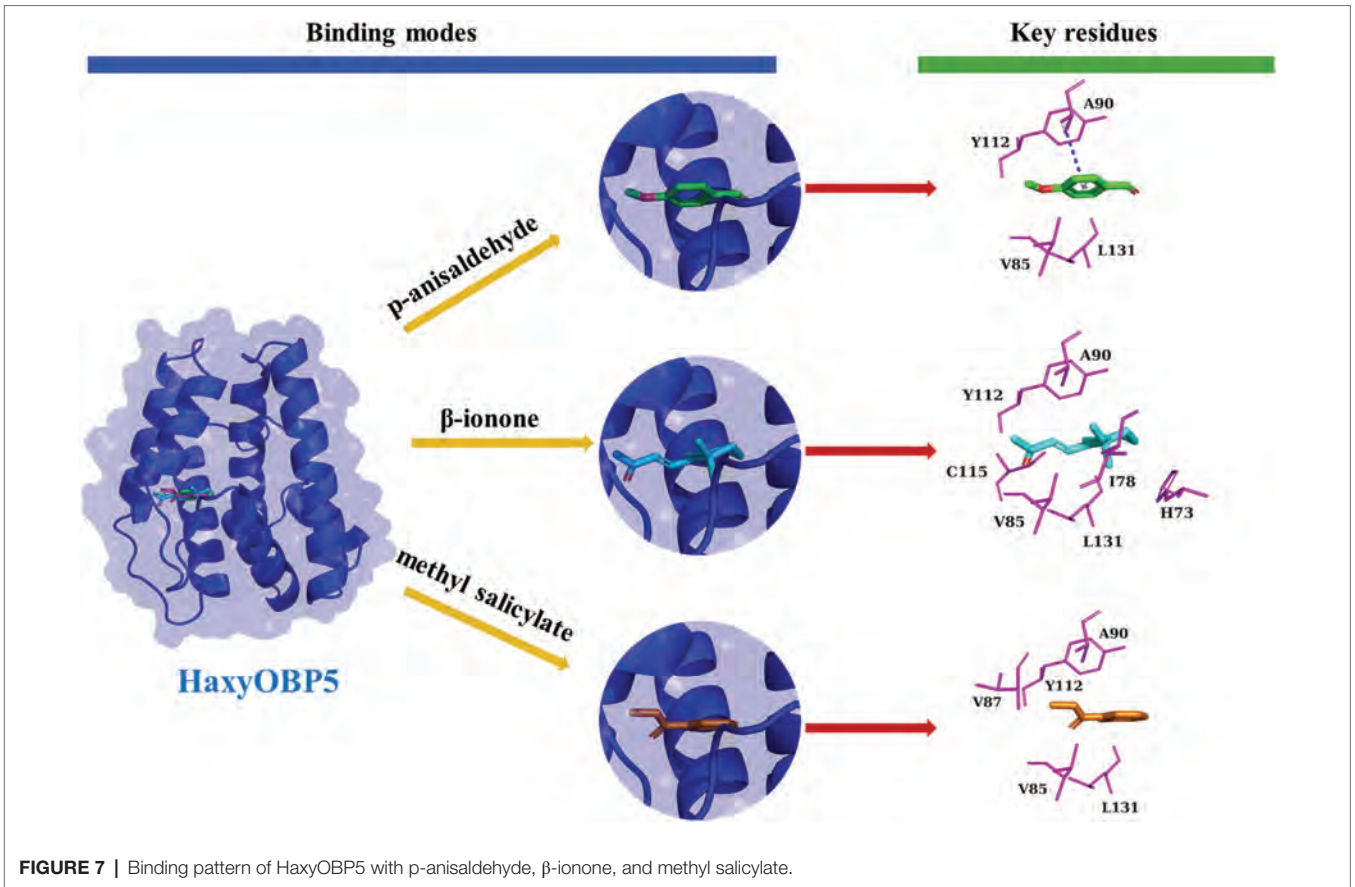 Binding modes
Key residues
p-anisaldehyde
A90
Y112
V85
L131
β-ionone
A90
Y112
C115
I78
V85
H73
L131
HaxyOBP5
methyl salicylate
A90
Y112
V87
V85
L131
FIGURE 7 | Binding pattern of HaxyOBP5 with p-anisaldehyde, β-ionone, and methyl salicylate.